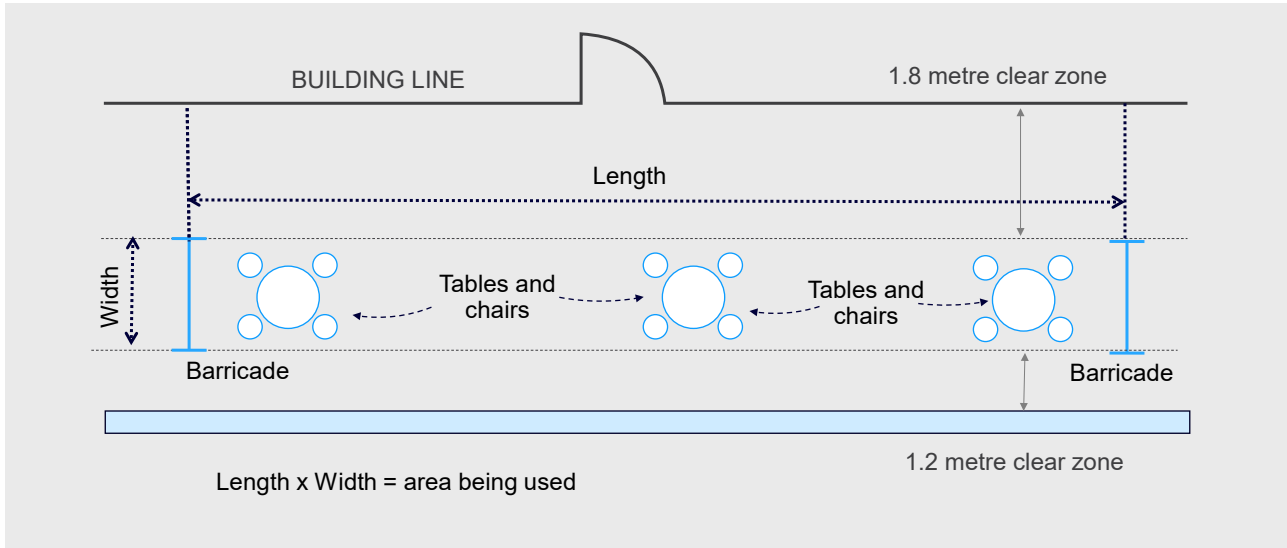 BUILDING LINE
1.8 metre clear zone
Length
Width
Tables and
chairs
Tables and
chairs
Barricade
Barricade
1.2 metre clear zone
Length x Width = area being used